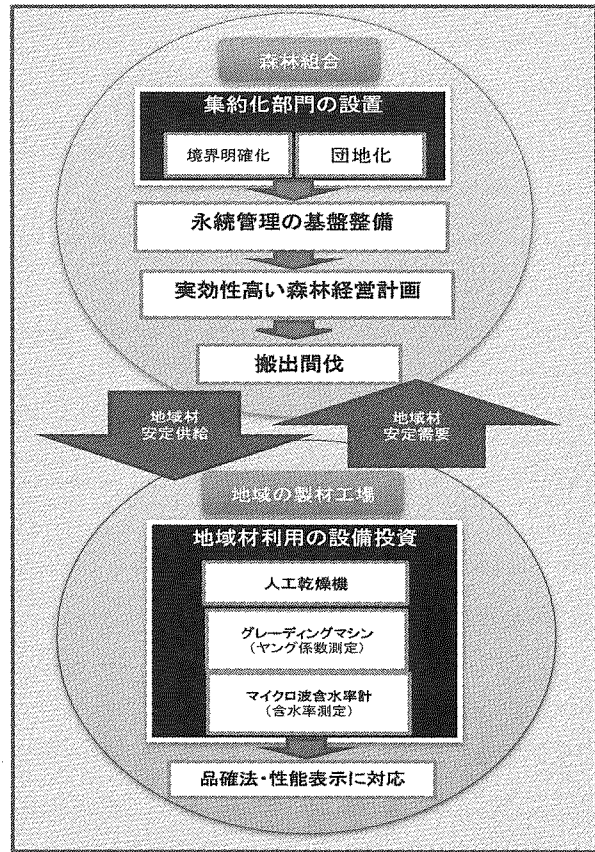 森林組合
集約化部門の設置
境界明確化
団地化
永続管理の基盤整備
実効性高い森林経営計画
搬出間伐
地域材
安定供給
地域材
安定需要
地域の製材工場
地域材利用の設備投資
人工乾燥機
グレーディングマシン
(ヤング係数測定)
マイクロ波含水率計
(含水率測定)
品確法・性能表示に対応